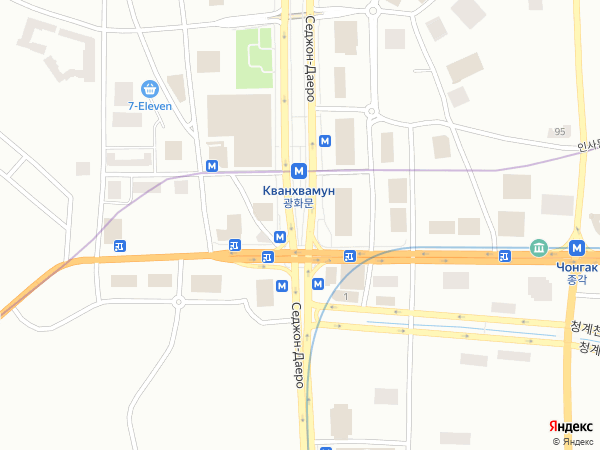 Седжон-Даеро
7-Eleven
95
인사동
Кванхвамун
광화문
Чонгак
종각
1
청계천
청계
Седжон-Даеро
Яндекс
© Яндекс